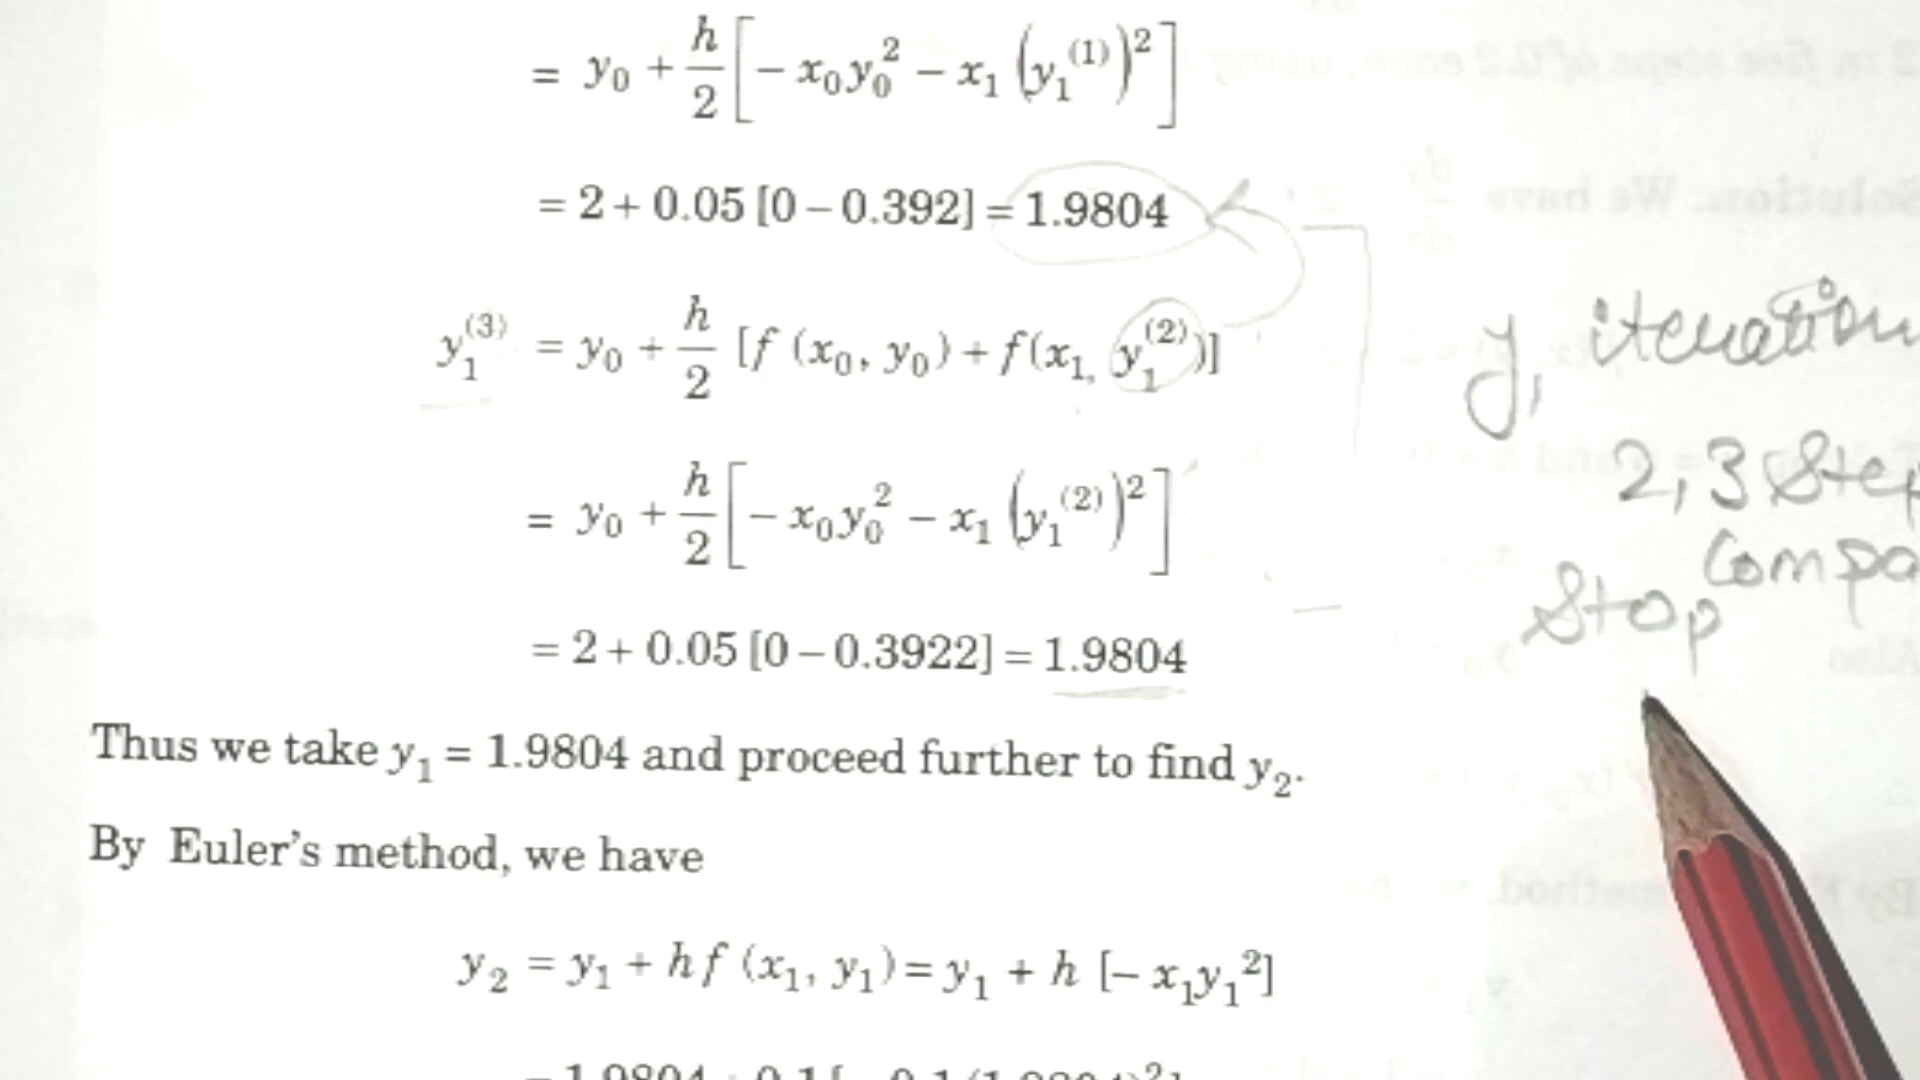 = y₀ + h/2 [– x₀y₀² – x₁ (y₁⁽¹⁾)²]
= 2 + 0.05 [0 – 0.392] = 1.9804
y₁⁽³⁾ = y₀ + h/2 [f (x₀, y₀) + f(x₁, y₁⁽²⁾)]
= y₀ + h/2 [– x₀y₀² – x₁ (y₁⁽²⁾)²]
= 2 + 0.05 [0 – 0.3922] = 1.9804
Thus we take y₁ = 1.9804 and proceed further to find y₂.
By Euler's method, we have
y₂ = y₁ + h f (x₁, y₁) = y₁ + h [– x₁y₁²]
y₁ iteration
2, 3 Step
Compa
Stop